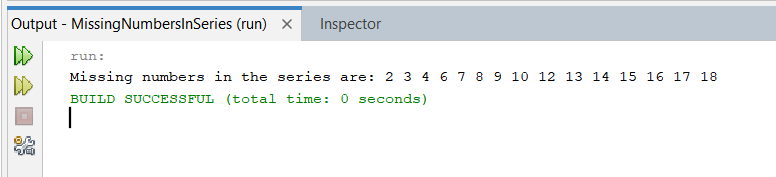 Output - MissingNumbersInSeries (run) × Inspector
run:
Missing numbers in the series are: 2 3 4 6 7 8 9 10 12 13 14 15 16 17 18
BUILD SUCCESSFUL (total time: 0 seconds)